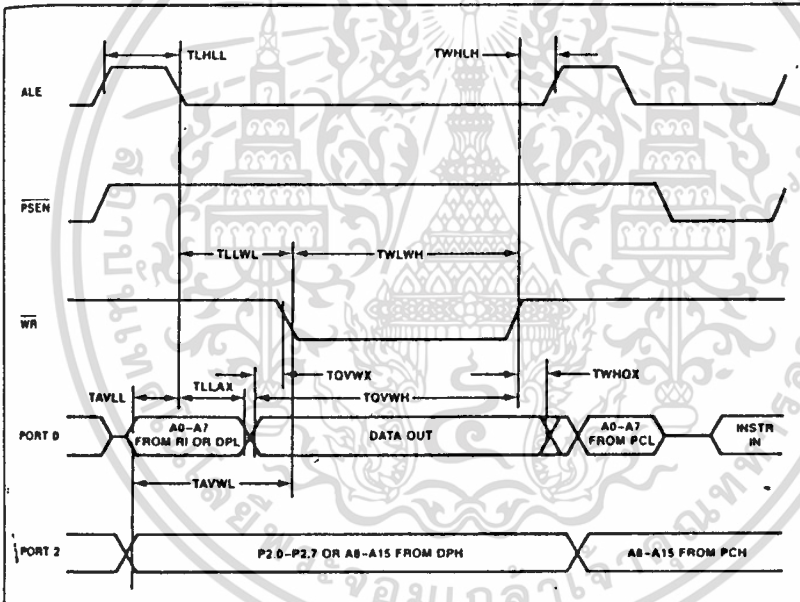 TLHLL
TWHLH
ALE
PSEN
TLLWL
TWLWH
WR
TQVWX
TWHQX
TAVLL
TLLAX
TQVWH
PORT 0
A0-A7
FROM RI OR DPL
DATA OUT
A0-A7
FROM PCL
INSTR
IN
TAVWL
PORT 2
P2.0-P2.7 OR A8-A15 FROM DPH
A8-A15 FROM PCH